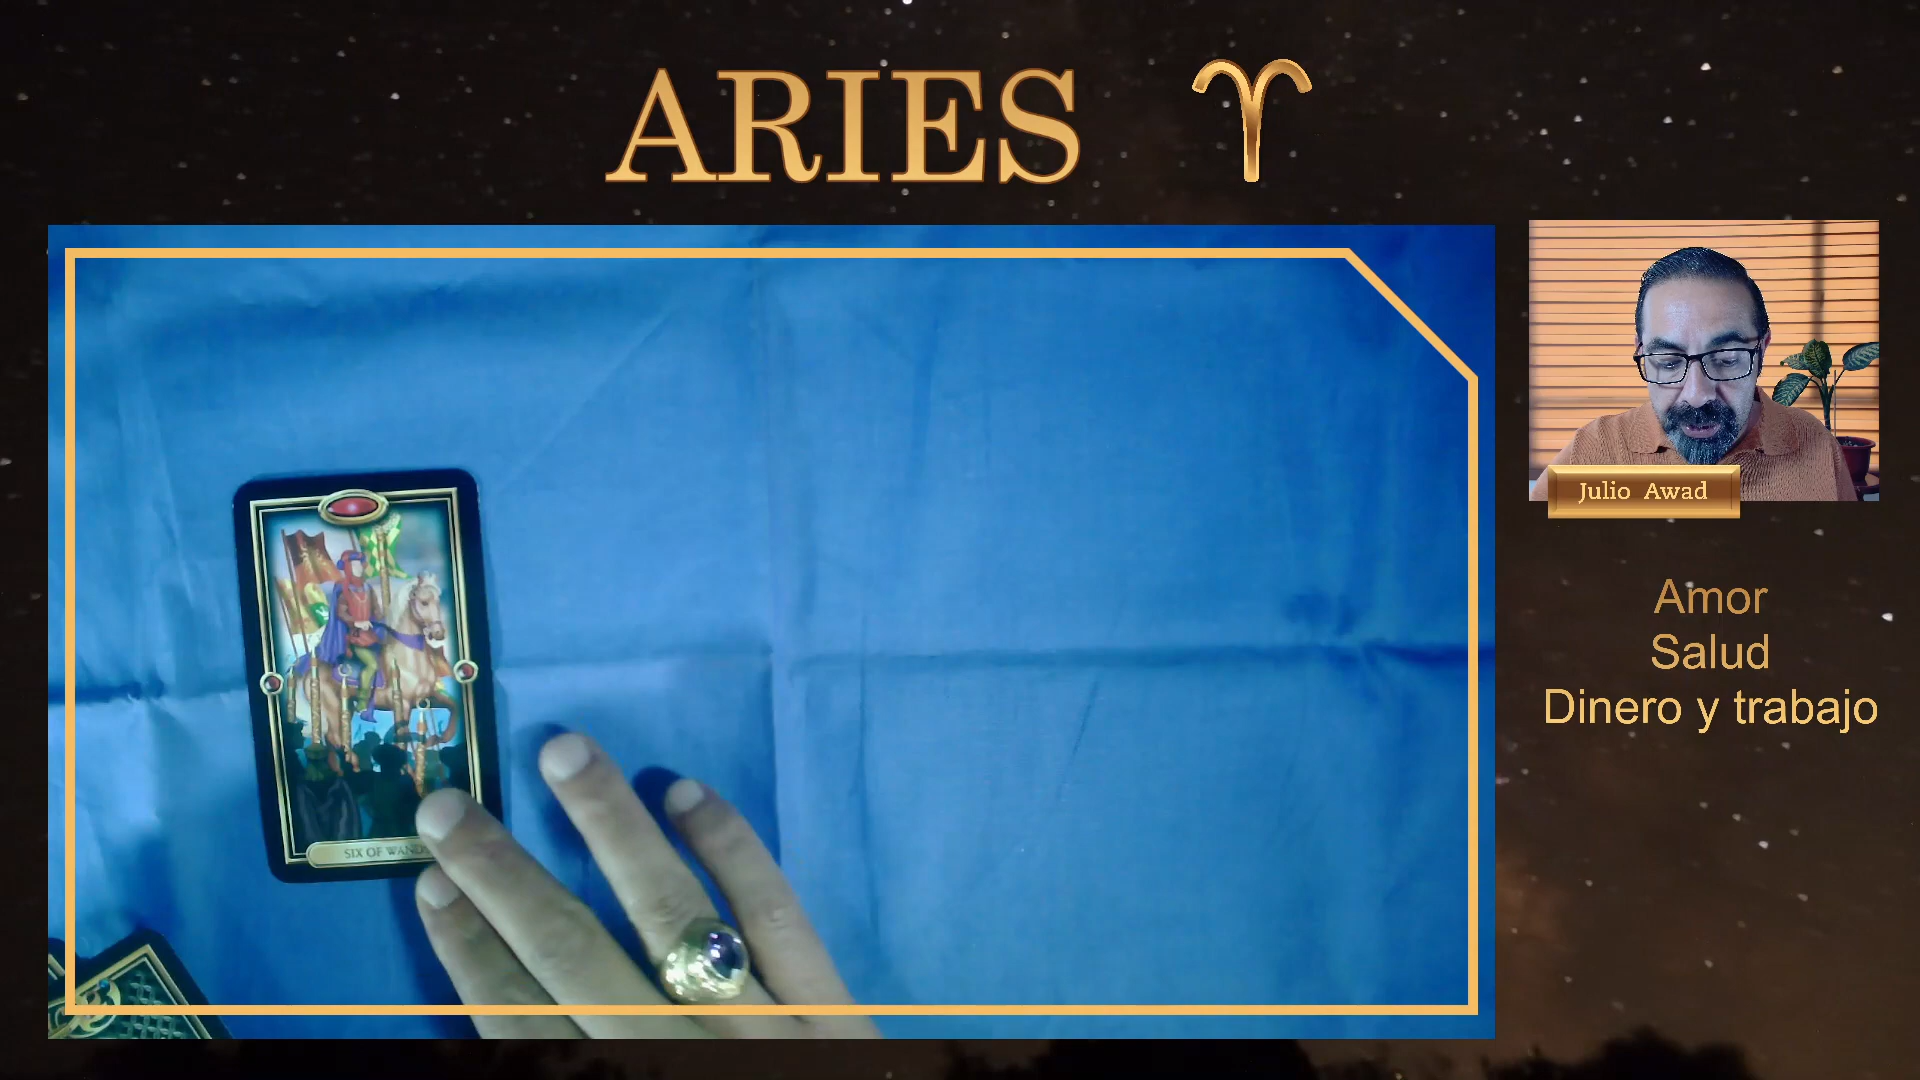 ARIES
Julio Awad
Amor
Salud
Dinero y trabajo
SIX OF WANDS